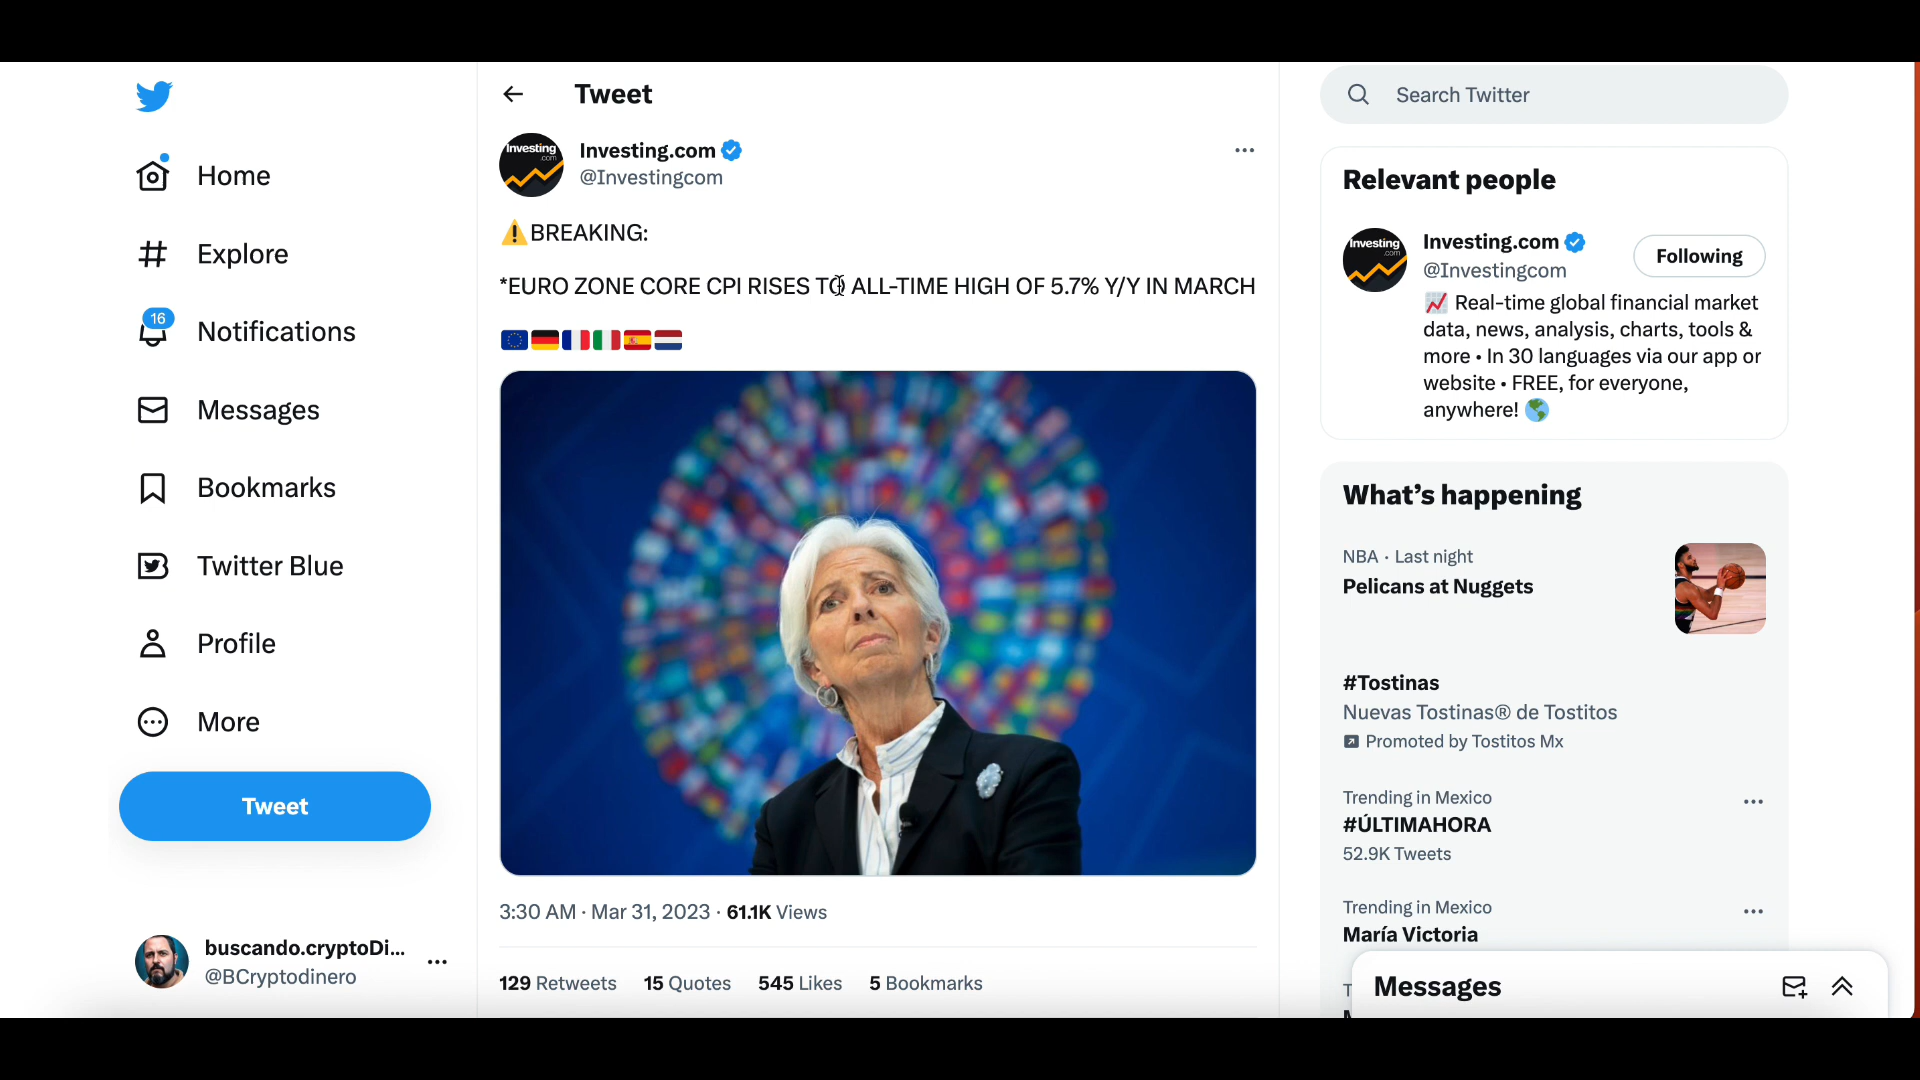 Home
Explore
16
Notifications
Messages
Bookmarks
Twitter Blue
Profile
More
Tweet
buscando.cryptoDi...
@BCryptodinero
Tweet
Investing.com
Investing.com
@Investingcom
⚠️BREAKING:
*EURO ZONE CORE CPI RISES TO ALL-TIME HIGH OF 5.7% Y/Y IN MARCH
3:30 AM · Mar 31, 2023 · 61.1K Views
129 Retweets 15 Quotes 545 Likes 5 Bookmarks
Search Twitter
Relevant people
Investing.com
Investing.com
@Investingcom
Following
📈 Real-time global financial market
data, news, analysis, charts, tools &
more • In 30 languages via our app or
website • FREE, for everyone,
anywhere! 🌎
What's happening
NBA · Last night
Pelicans at Nuggets
#Tostinas
Nuevas Tostinas® de Tostitos
Promoted by Tostitos Mx
Trending in Mexico
#ÚLTIMAHORA
52.9K Tweets
Trending in Mexico
María Victoria
Messages